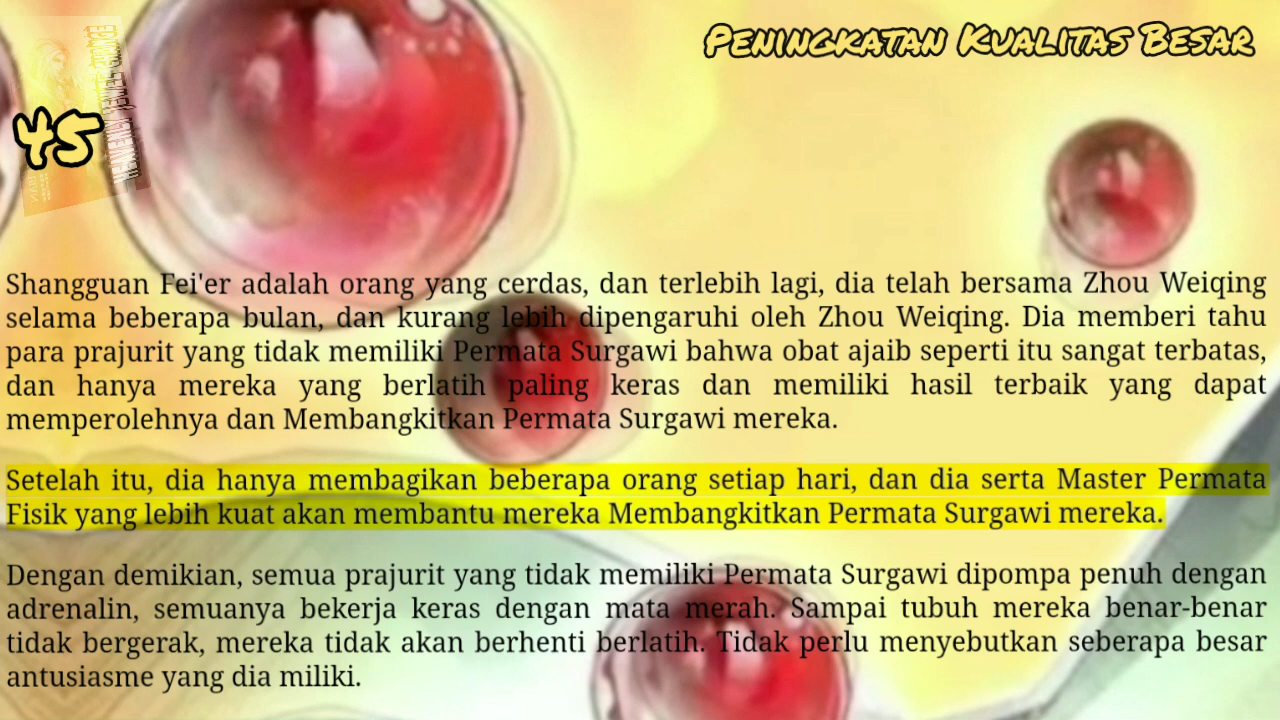 Peningkatan Kualitas Besar
45
HEAVENLY JEWEL CHANGE
Shangguan Fei'er adalah orang yang cerdas, dan terlebih lagi, dia telah bersama Zhou Weiqing
selama beberapa bulan, dan kurang lebih dipengaruhi oleh Zhou Weiqing. Dia memberi tahu
para prajurit yang tidak memiliki Permata Surgawi bahwa obat ajaib seperti itu sangat terbatas,
dan hanya mereka yang berlatih paling keras dan memiliki hasil terbaik yang dapat
memperolehnya dan Membangkitkan Permata Surgawi mereka.
Setelah itu, dia hanya membagikan beberapa orang setiap hari, dan dia serta Master Permata
Fisik yang lebih kuat akan membantu mereka Membangkitkan Permata Surgawi mereka.
Dengan demikian, semua prajurit yang tidak memiliki Permata Surgawi dipompa penuh dengan
adrenalin, semuanya bekerja keras dengan mata merah. Sampai tubuh mereka benar-benar
tidak bergerak, mereka tidak akan berhenti berlatih. Tidak perlu menyebutkan seberapa besar
antusiasme yang dia miliki.